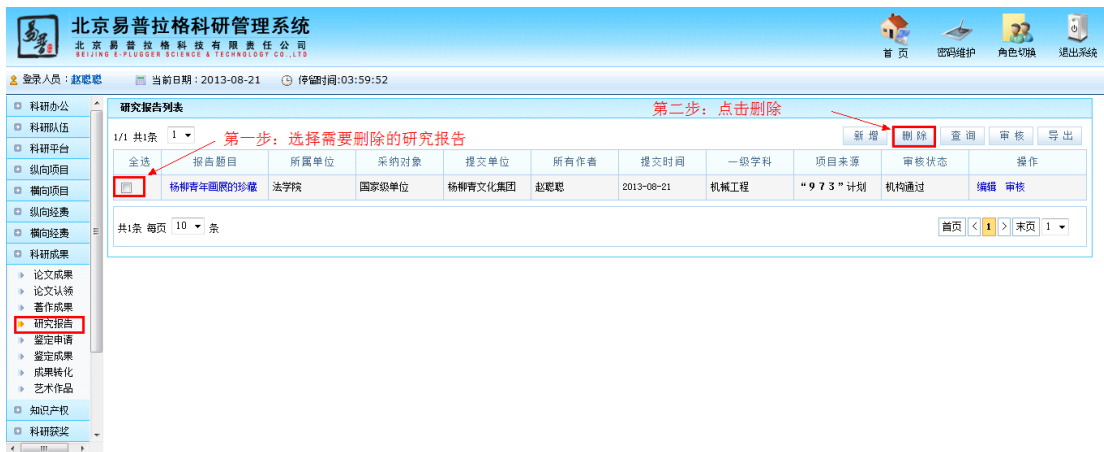 北京易普拉格科研管理系统
北京易普拉格科技有限责任公司
BEIJING E-PLUGGER SCIENCE & TECHNOLOGY CO.,LTD
首页 密码维护 角色切换 退出系统
登录人员：赵聪聪 当前日期：2013-08-21 停留时间:03:59:52
科研办公
科研队伍
科研平台
纵向项目
横向项目
纵向经费
横向经费
科研成果
论文成果
论文认领
著作成果
研究报告
鉴定申请
鉴定成果
成果转化
艺术作品
知识产权
科研获奖
研究报告列表
第二步：点击删除
1/1 共1条 1
第一步：选择需要删除的研究报告
新增 删除 查询 审核 导出
全选 报告题目 所属单位 采纳对象 提交单位 所有作者 提交时间 一级学科 项目来源 审核状态 操作
杨柳青年画展的珍藏 法学院 国家级单位 杨柳青文化集团 赵聪聪 2013-08-21 机械工程 “973”计划 机构通过 编辑 审核
共1条 每页 10 条
首页 < 1 > 末页 1